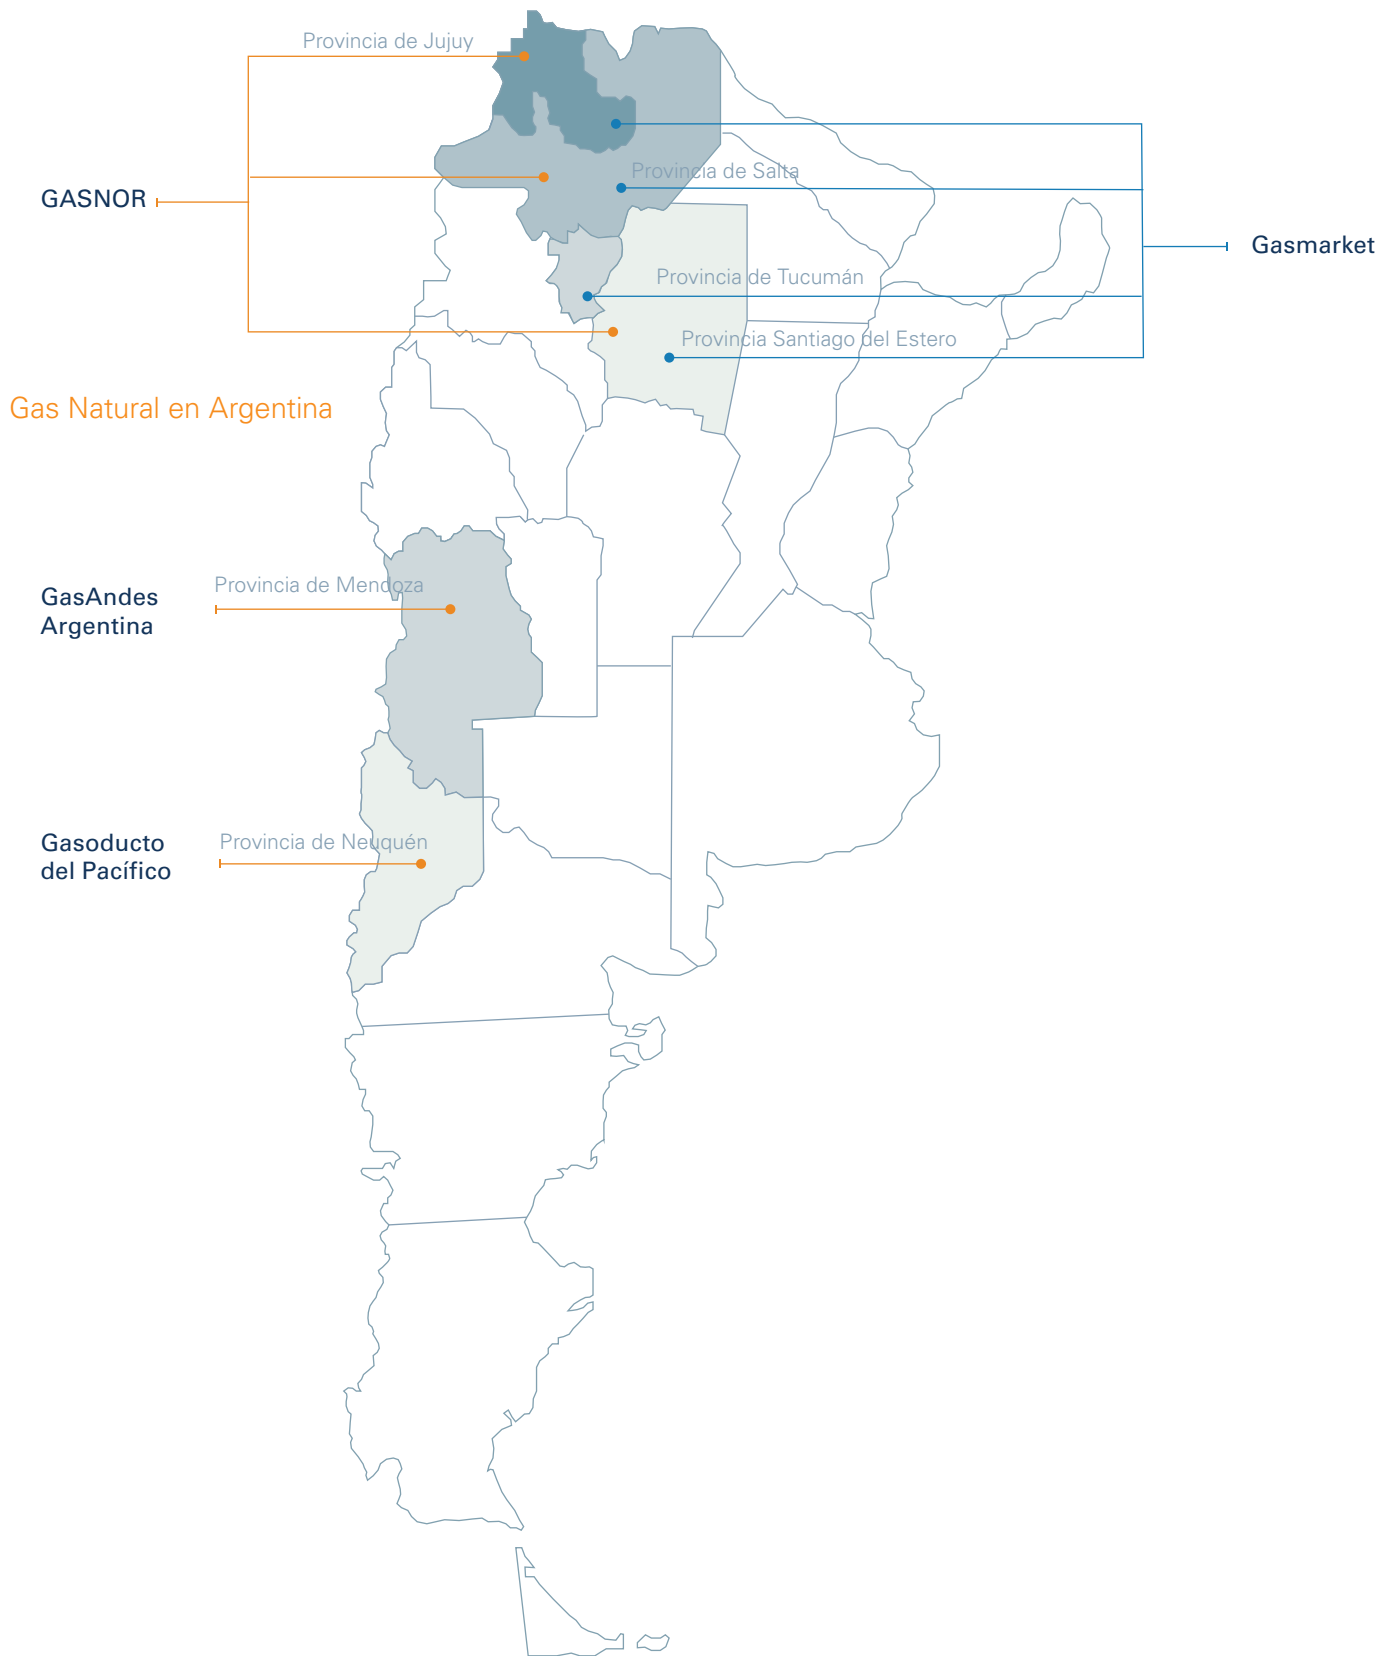 Provincia de Jujuy
Provincia de Salta
GASNOR
Gasmarket
Provincia de Tucumán
Provincia Santiago del Estero
Gas Natural en Argentina
GasAndes
Argentina
Provincia de Mendoza
Gasoducto
del Pacífico
Provincia de Neuquén